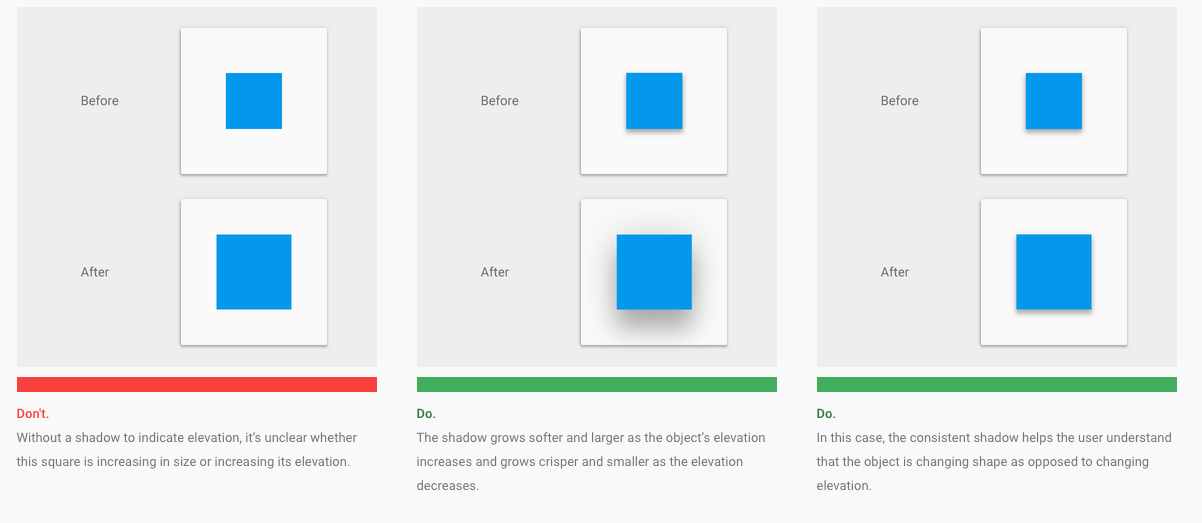 Before
After
Don't.
Without a shadow to indicate elevation, it's unclear whether
this square is increasing in size or increasing its elevation.
Before
After
Do.
The shadow grows softer and larger as the object's elevation
increases and grows crisper and smaller as the elevation
decreases.
Before
After
Do.
In this case, the consistent shadow helps the user understand
that the object is changing shape as opposed to changing
elevation.